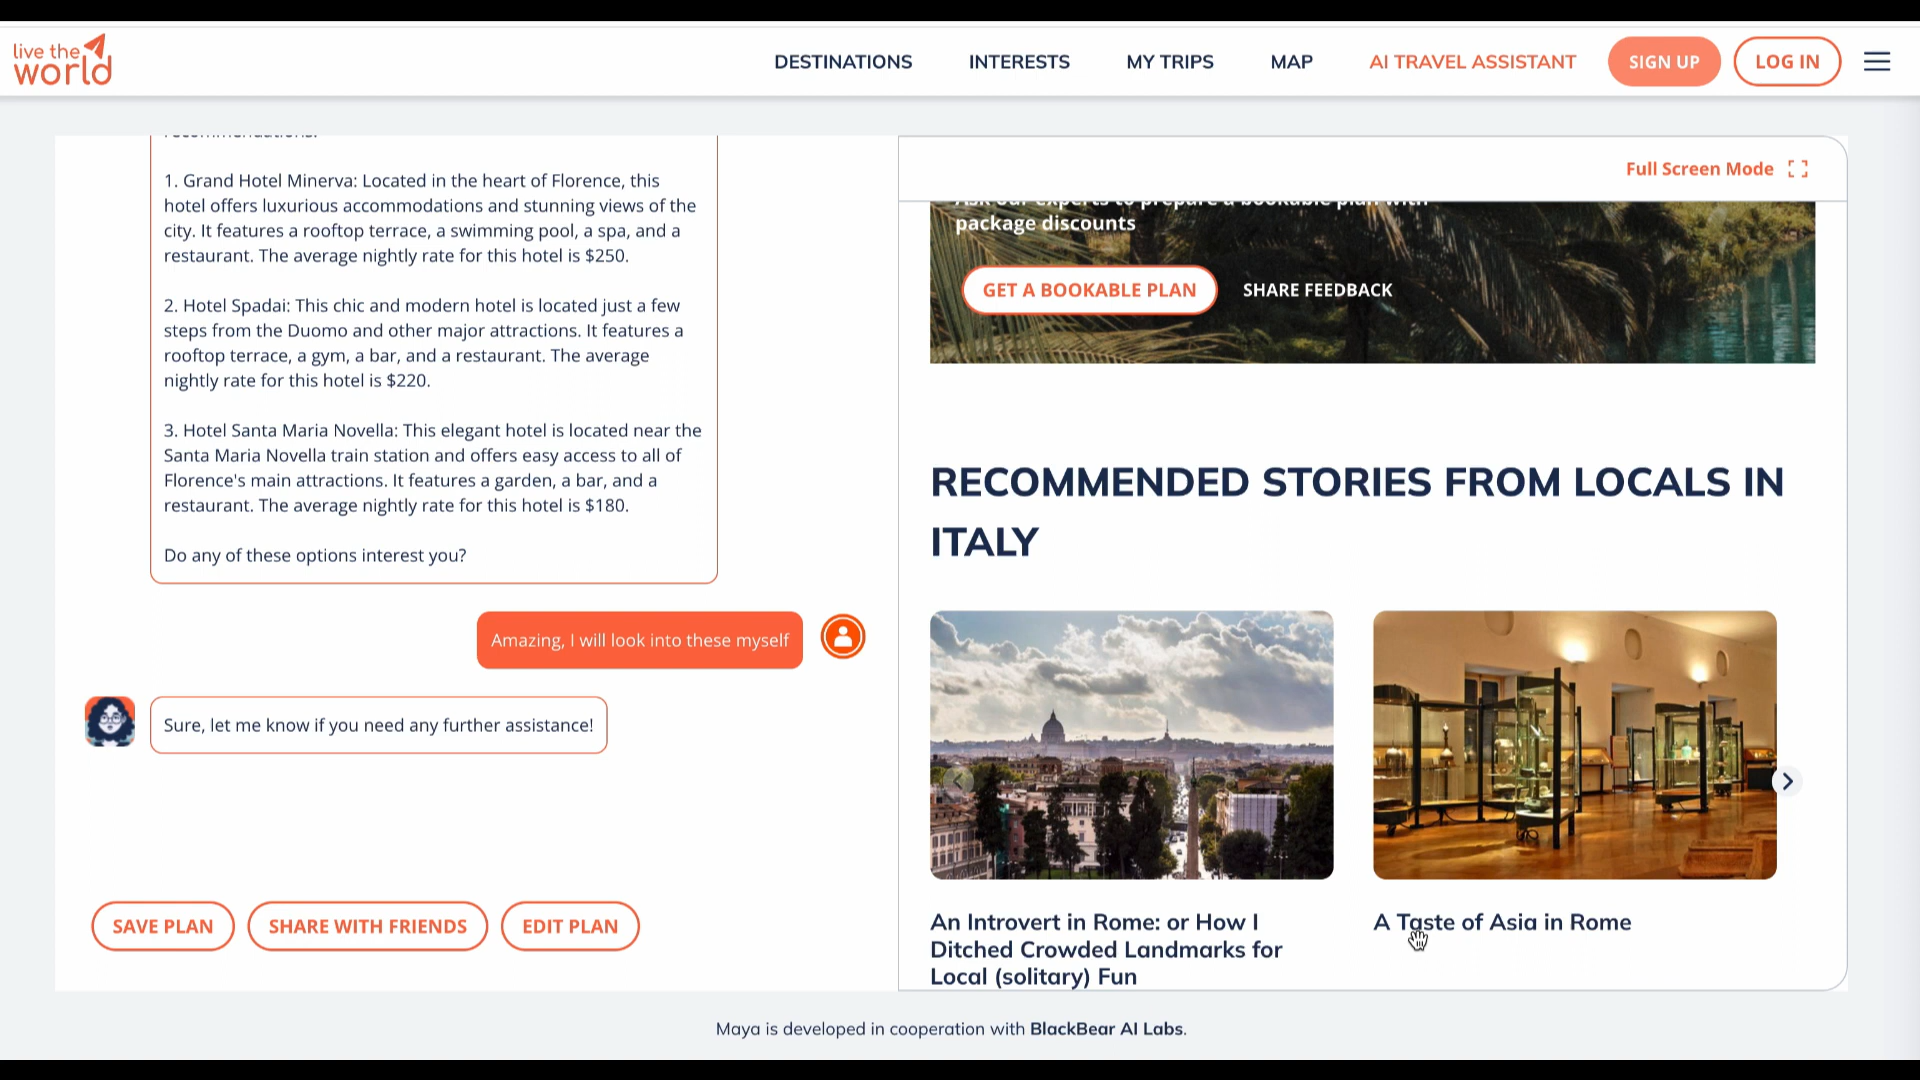 live the
world
DESTINATIONS
INTERESTS
MY TRIPS
MAP
AI TRAVEL ASSISTANT
SIGN UP
LOG IN
recommendations.
1. Grand Hotel Minerva: Located in the heart of Florence, this
hotel offers luxurious accommodations and stunning views of the
city. It features a rooftop terrace, a swimming pool, a spa, and a
restaurant. The average nightly rate for this hotel is $250.
2. Hotel Spadai: This chic and modern hotel is located just a few
steps from the Duomo and other major attractions. It features a
rooftop terrace, a gym, a bar, and a restaurant. The average
nightly rate for this hotel is $220.
3. Hotel Santa Maria Novella: This elegant hotel is located near the
Santa Maria Novella train station and offers easy access to all of
Florence's main attractions. It features a garden, a bar, and a
restaurant. The average nightly rate for this hotel is $180.
Do any of these options interest you?
Amazing, I will look into these myself
Sure, let me know if you need any further assistance!
SAVE PLAN
SHARE WITH FRIENDS
EDIT PLAN
Full Screen Mode
Ask our experts to prepare a bookable plan with
package discounts
GET A BOOKABLE PLAN
SHARE FEEDBACK
RECOMMENDED STORIES FROM LOCALS IN
ITALY
An Introvert in Rome: or How I
Ditched Crowded Landmarks for
Local (solitary) Fun
A Taste of Asia in Rome
Maya is developed in cooperation with BlackBear AI Labs.